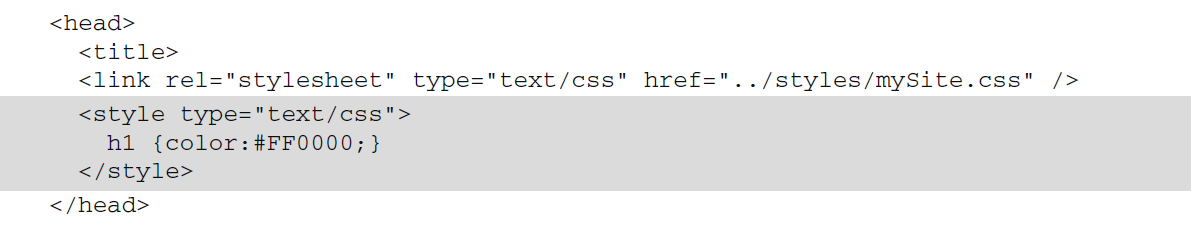 <head>
<title>
<link rel="stylesheet" type="text/css" href="../styles/mySite.css" />
<style type="text/css">
h1 {color:#FF0000;}
</style>
</head>